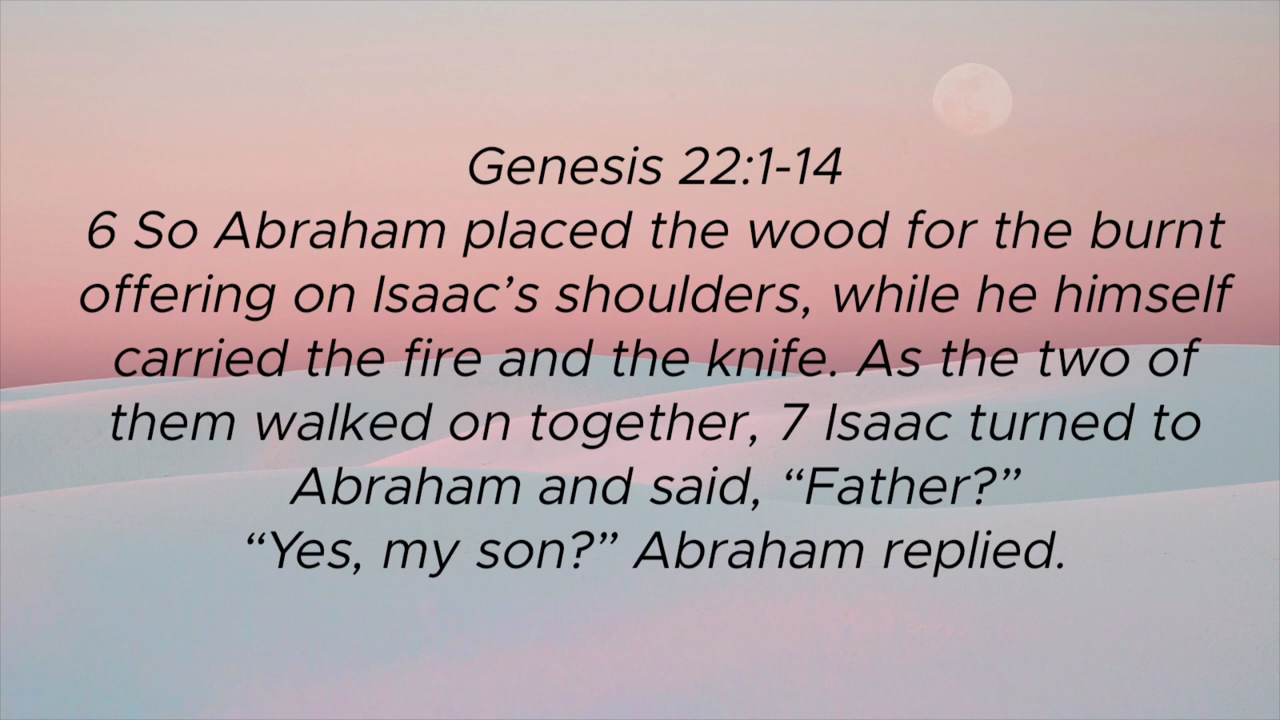 Genesis 22:1-14
6 So Abraham placed the wood for the burnt
offering on Isaac’s shoulders, while he himself
carried the fire and the knife. As the two of
them walked on together, 7 Isaac turned to
Abraham and said, “Father?”
“Yes, my son?” Abraham replied.